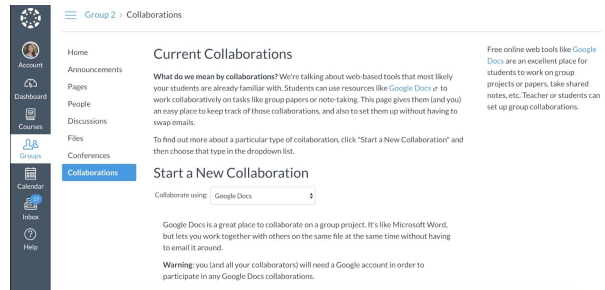 Group 2 > Collaborations
Account
Dashboard
Courses
Groups
Calendar
17
Inbox
Help
Home
Announcements
Pages
People
Discussions
Files
Conferences
Collaborations
Current Collaborations
What do we mean by collaborations? We're talking about web-based tools that most likely
your students are already familiar with. Students can use resources like Google Docs to
work collaboratively on tasks like group papers or note-taking. This page gives them (and you)
an easy place to keep track of those collaborations, and also to set them up without having to
swap emails.
To find out more about a particular type of collaboration, click "Start a New Collaboration" and
then choose that type in the dropdown list.
Start a New Collaboration
Collaborate using: Google Docs
Google Docs is a great place to collaborate on a group project. It's like Microsoft Word,
but lets you work together with others on the same file at the same time without having
to email it around.
Warning: you (and all your collaborators) will need a Google account in order to
participate in any Google Docs collaborations.
Free online web tools like Google
Docs are an excellent place for
students to work on group
projects or papers, take shared
notes, etc. Teacher or students can
set up group collaborations.